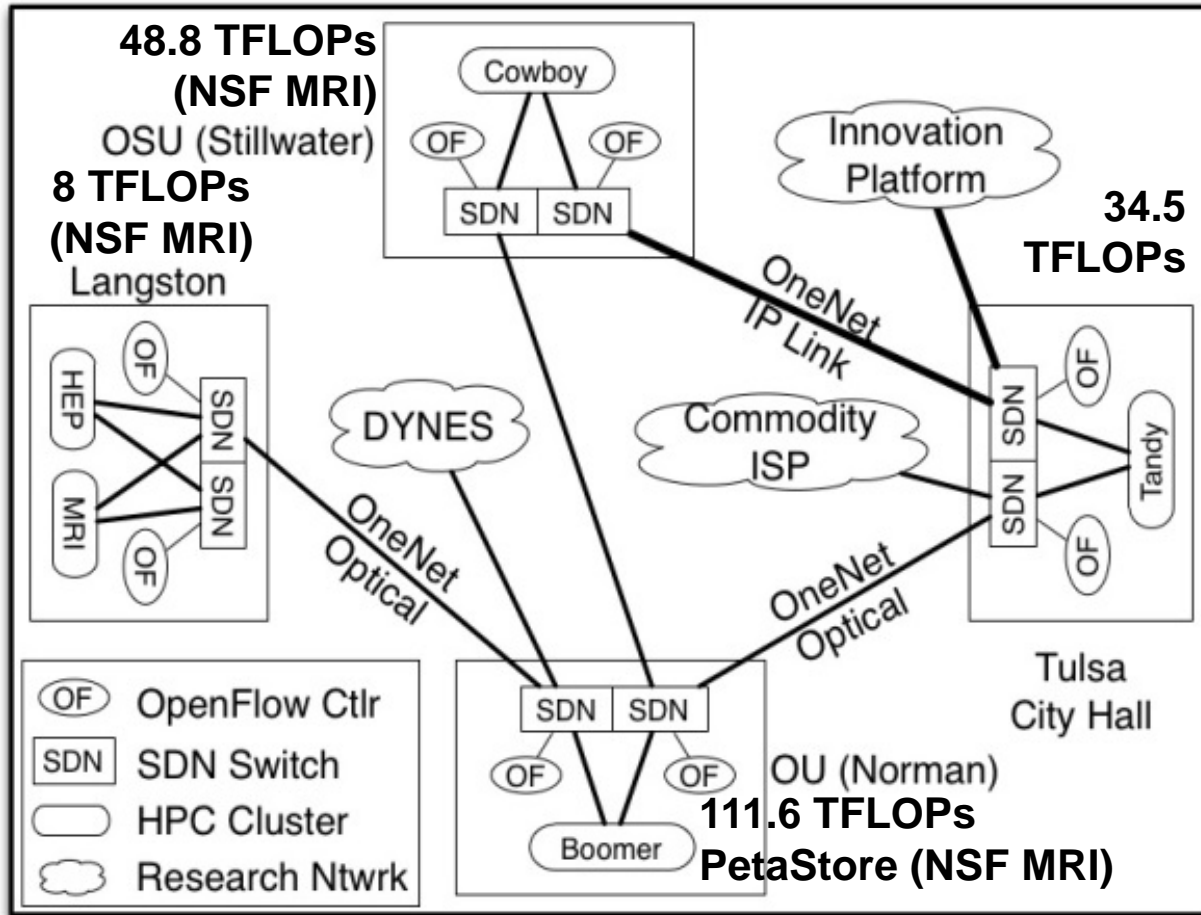 48.8 TFLOPs
(NSF MRI)
OSU (Stillwater)
Cowboy
OF
OF
SDN
SDN
Innovation
Platform
8 TFLOPs
(NSF MRI)
Langston
34.5
TFLOPs
OneNet
IP Link
HEP
MRI
OF
OF
SDN
SDN
DYNES
Commodity
ISP
SDN
SDN
OF
OF
Tandy
OneNet
Optical
OneNet
Optical
Tulsa
City Hall
SDN
SDN
OF
OF
Boomer
OU (Norman)
111.6 TFLOPs
PetaStore (NSF MRI)
OF OpenFlow Ctlr
SDN SDN Switch
HPC Cluster
Research Ntwrk